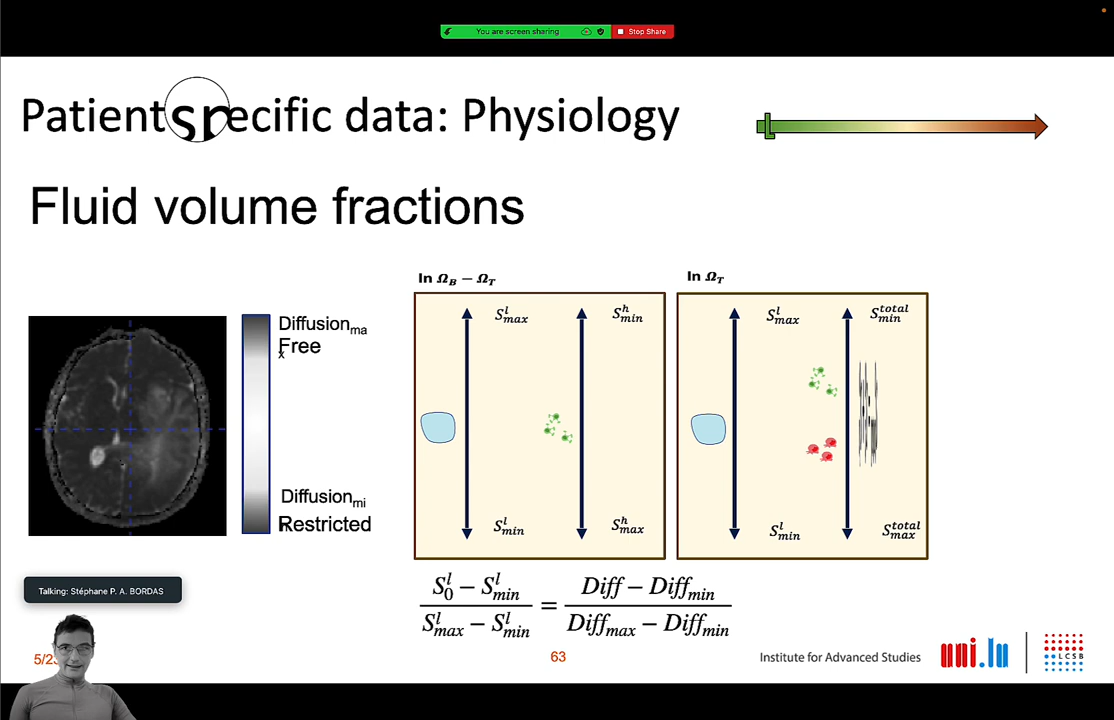 You are screen sharing
Stop Share
Patient specific data: Physiology
Fluid volume fractions
In Ω_B − Ω_T
In Ω_T
Diffusion_ma
x
Free
Diffusion_mi
n
Restricted
S^l_max
S^h_min
S^l_min
S^h_max
S^l_max
S^total_min
S^l_min
S^total_max
(S^l_0 − S^l_min) / (S^l_max − S^l_min) = (Diff − Diff_min) / (Diff_max − Diff_min)
Talking: Stéphane P. A. BORDAS
63
Institute for Advanced Studies
uni.lu
LCSB